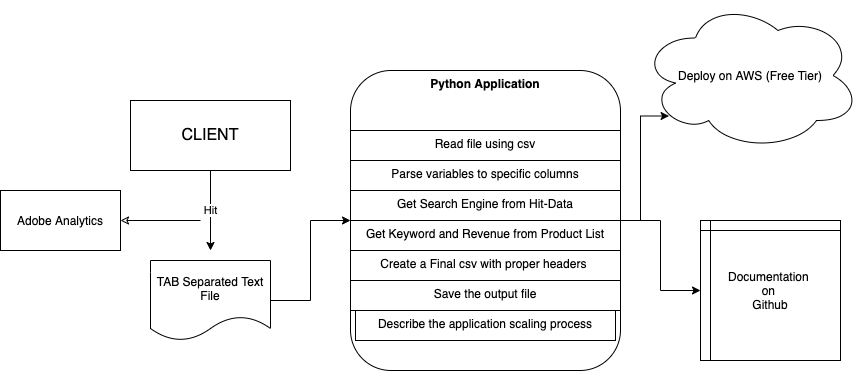 Deploy on AWS (Free Tier)
Python Application
CLIENT
Read file using csv
Parse variables to specific columns
Get Search Engine from Hit-Data
Hit
Adobe Analytics
Get Keyword and Revenue from Product List
Create a Final csv with proper headers
TAB Separated Text
File
Save the output file
Describe the application scaling process
Documentation
on
Github